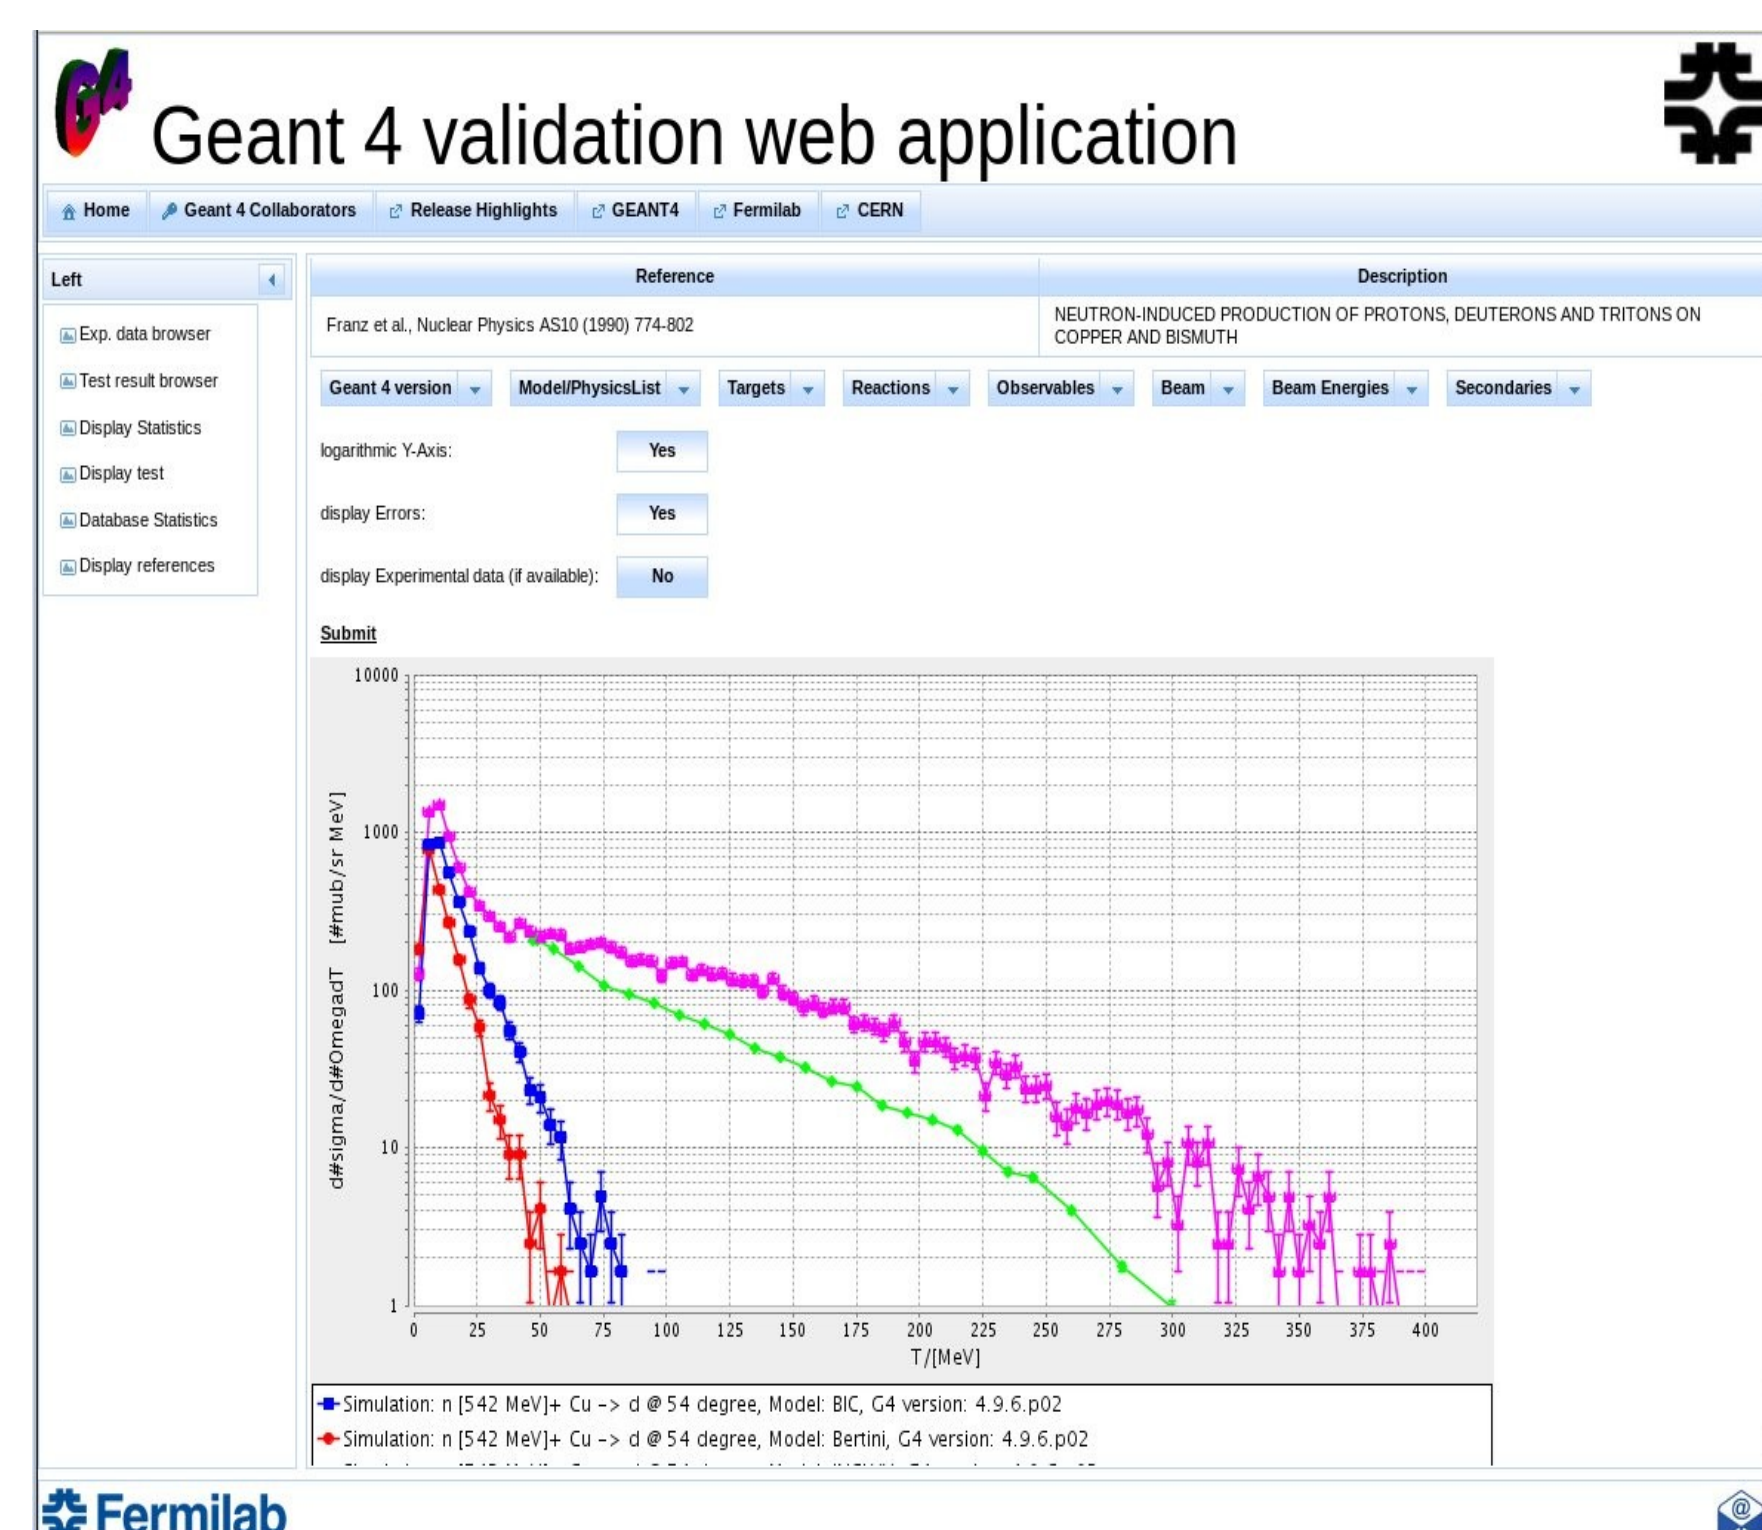 G4
Geant 4 validation web application
Home Geant 4 Collaborators Release Highlights GEANT4 Fermilab CERN
Left
Exp. data browser
Test result browser
Display Statistics
Display test
Database Statistics
Display references
Reference Description
Franz et al., Nuclear Physics AS10 (1990) 774-802
NEUTRON-INDUCED PRODUCTION OF PROTONS, DEUTERONS AND TRITONS ON
COPPER AND BISMUTH
Geant 4 version Model/PhysicsList Targets Reactions Observables Beam Beam Energies Secondaries
logarithmic Y-Axis: Yes
display Errors: Yes
display Experimental data (if available): No
Submit
d#sigma/d#OmegadT [#mub/sr MeV]
10000
1000
100
10
1
0 25 50 75 100 125 150 175 200 225 250 275 300 325 350 375 400
T/[MeV]
Simulation: n [542 MeV]+ Cu -> d @ 54 degree, Model: BIC, G4 version: 4.9.6.p02
Simulation: n [542 MeV]+ Cu -> d @ 54 degree, Model: Bertini, G4 version: 4.9.6.p02
Fermilab
@